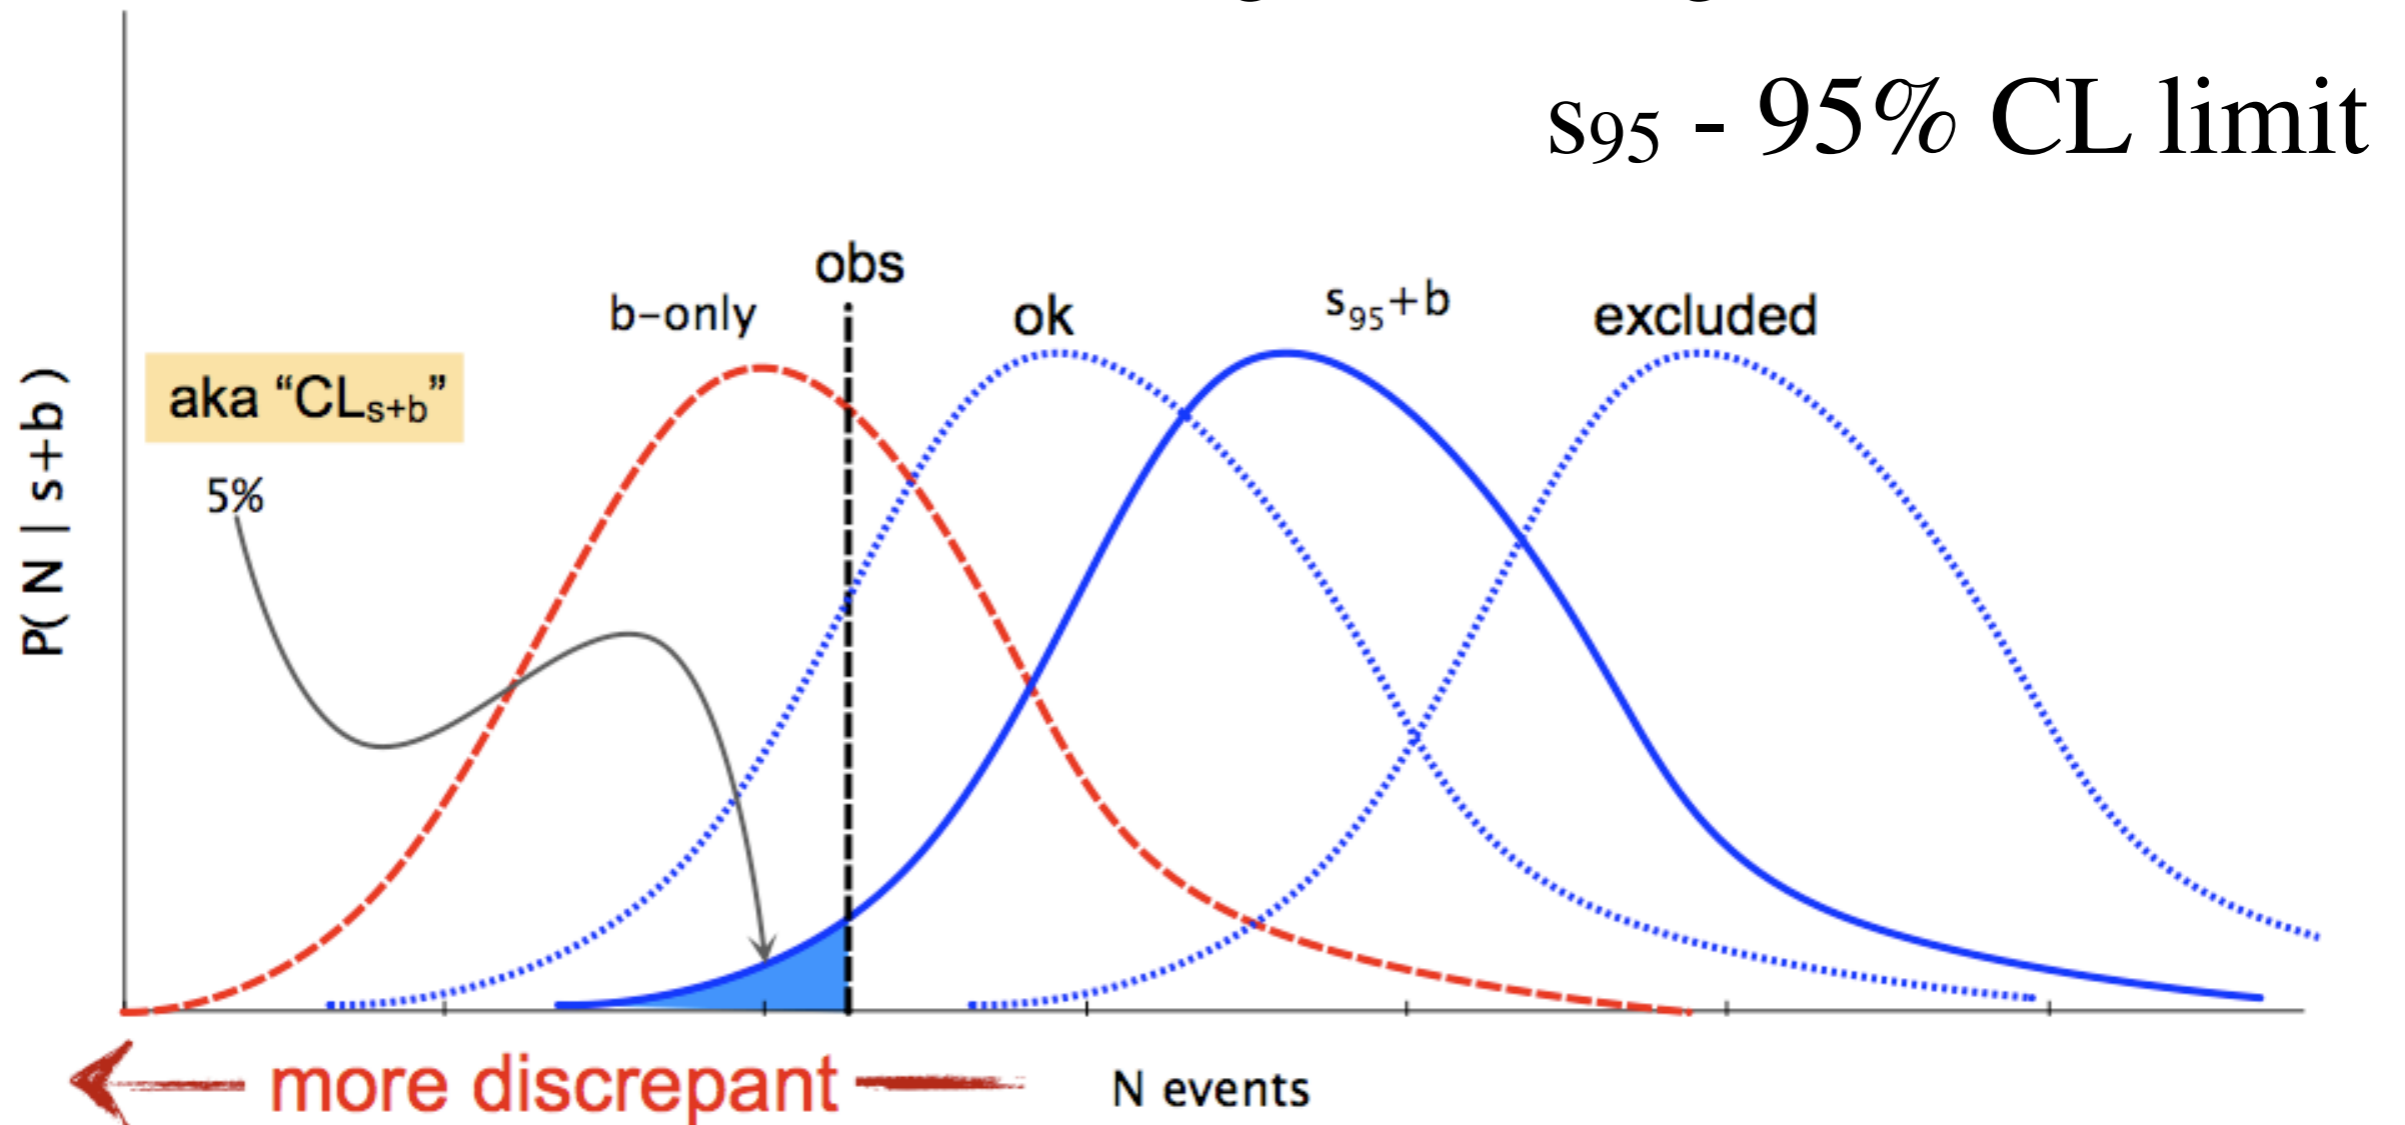 s₉₅ - 95% CL limit
obs
b-only
ok
s₉₅+b
excluded
aka “CLₛ₊b”
5%
P( N | s+b )
more discrepant
N events